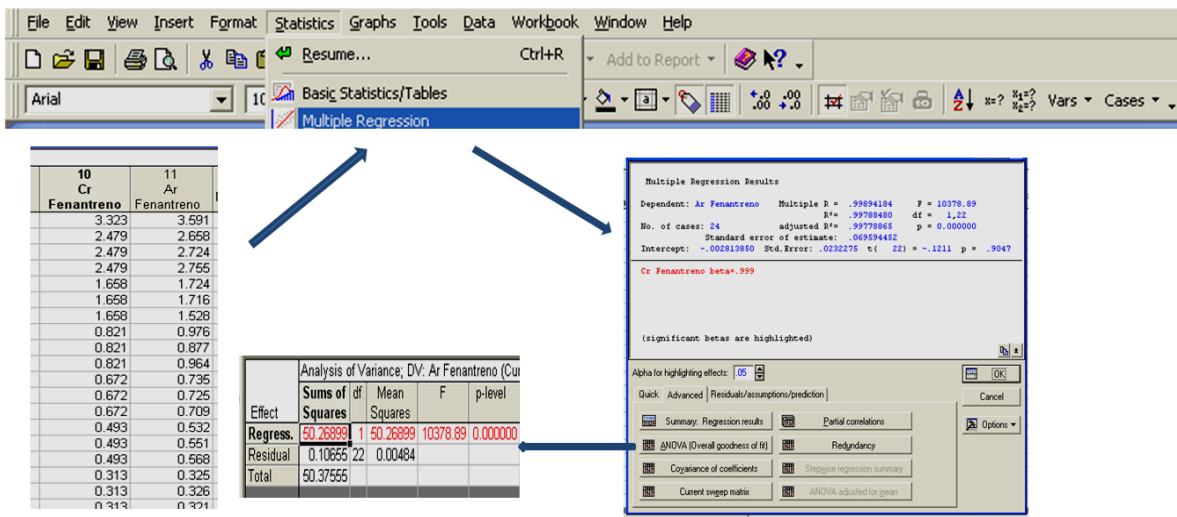 File Edit View Insert Format Statistics Graphs Tools Data Workbook Window Help
Resume... Ctrl+R
Add to Report
Arial 10
Basic Statistics/Tables
x=? x₁=? x₂=? Vars Cases
Multiple Regression
10 11
Cr Ar
Fenantreno Fenantreno
3.323 3.591
2.479 2.658
2.479 2.724
2.479 2.755
1.658 1.724
1.658 1.716
1.658 1.528
0.821 0.976
0.821 0.877
0.821 0.964
0.672 0.735
0.672 0.725
0.672 0.709
0.493 0.532
0.493 0.551
0.493 0.568
0.313 0.325
0.313 0.326
0.313 0.321
Multiple Regression Results
Dependent: Ar Fenantreno Multiple R = .99894184 F = 10378.89
R²= .99788480 df = 1,22
No. of cases: 24 adjusted R²= .99778865 p = 0.000000
Standard error of estimate: .069594452
Intercept: -.002813850 Std.Error: .0232275 t( 22) = -.1211 p = .9047
Cr Fenantreno beta=.999
(significant betas are highlighted)
Alpha for highlighting effects: .05
OK
Quick Advanced Residuals/assumptions/prediction
Cancel
Summary: Regression results Partial correlations
Options
ANOVA (Overall goodness of fit) Redundancy
Covariance of coefficients Stepwise regression summary
Current sweep matrix ANOVA adjusted for mean
Analysis of Variance; DV: Ar Fenantreno (Cur
Sums of df Mean F p-level
Effect Squares Squares
Regress. 50.26899 1 50.26899 10378.89 0.000000
Residual 0.10655 22 0.00484
Total 50.37555